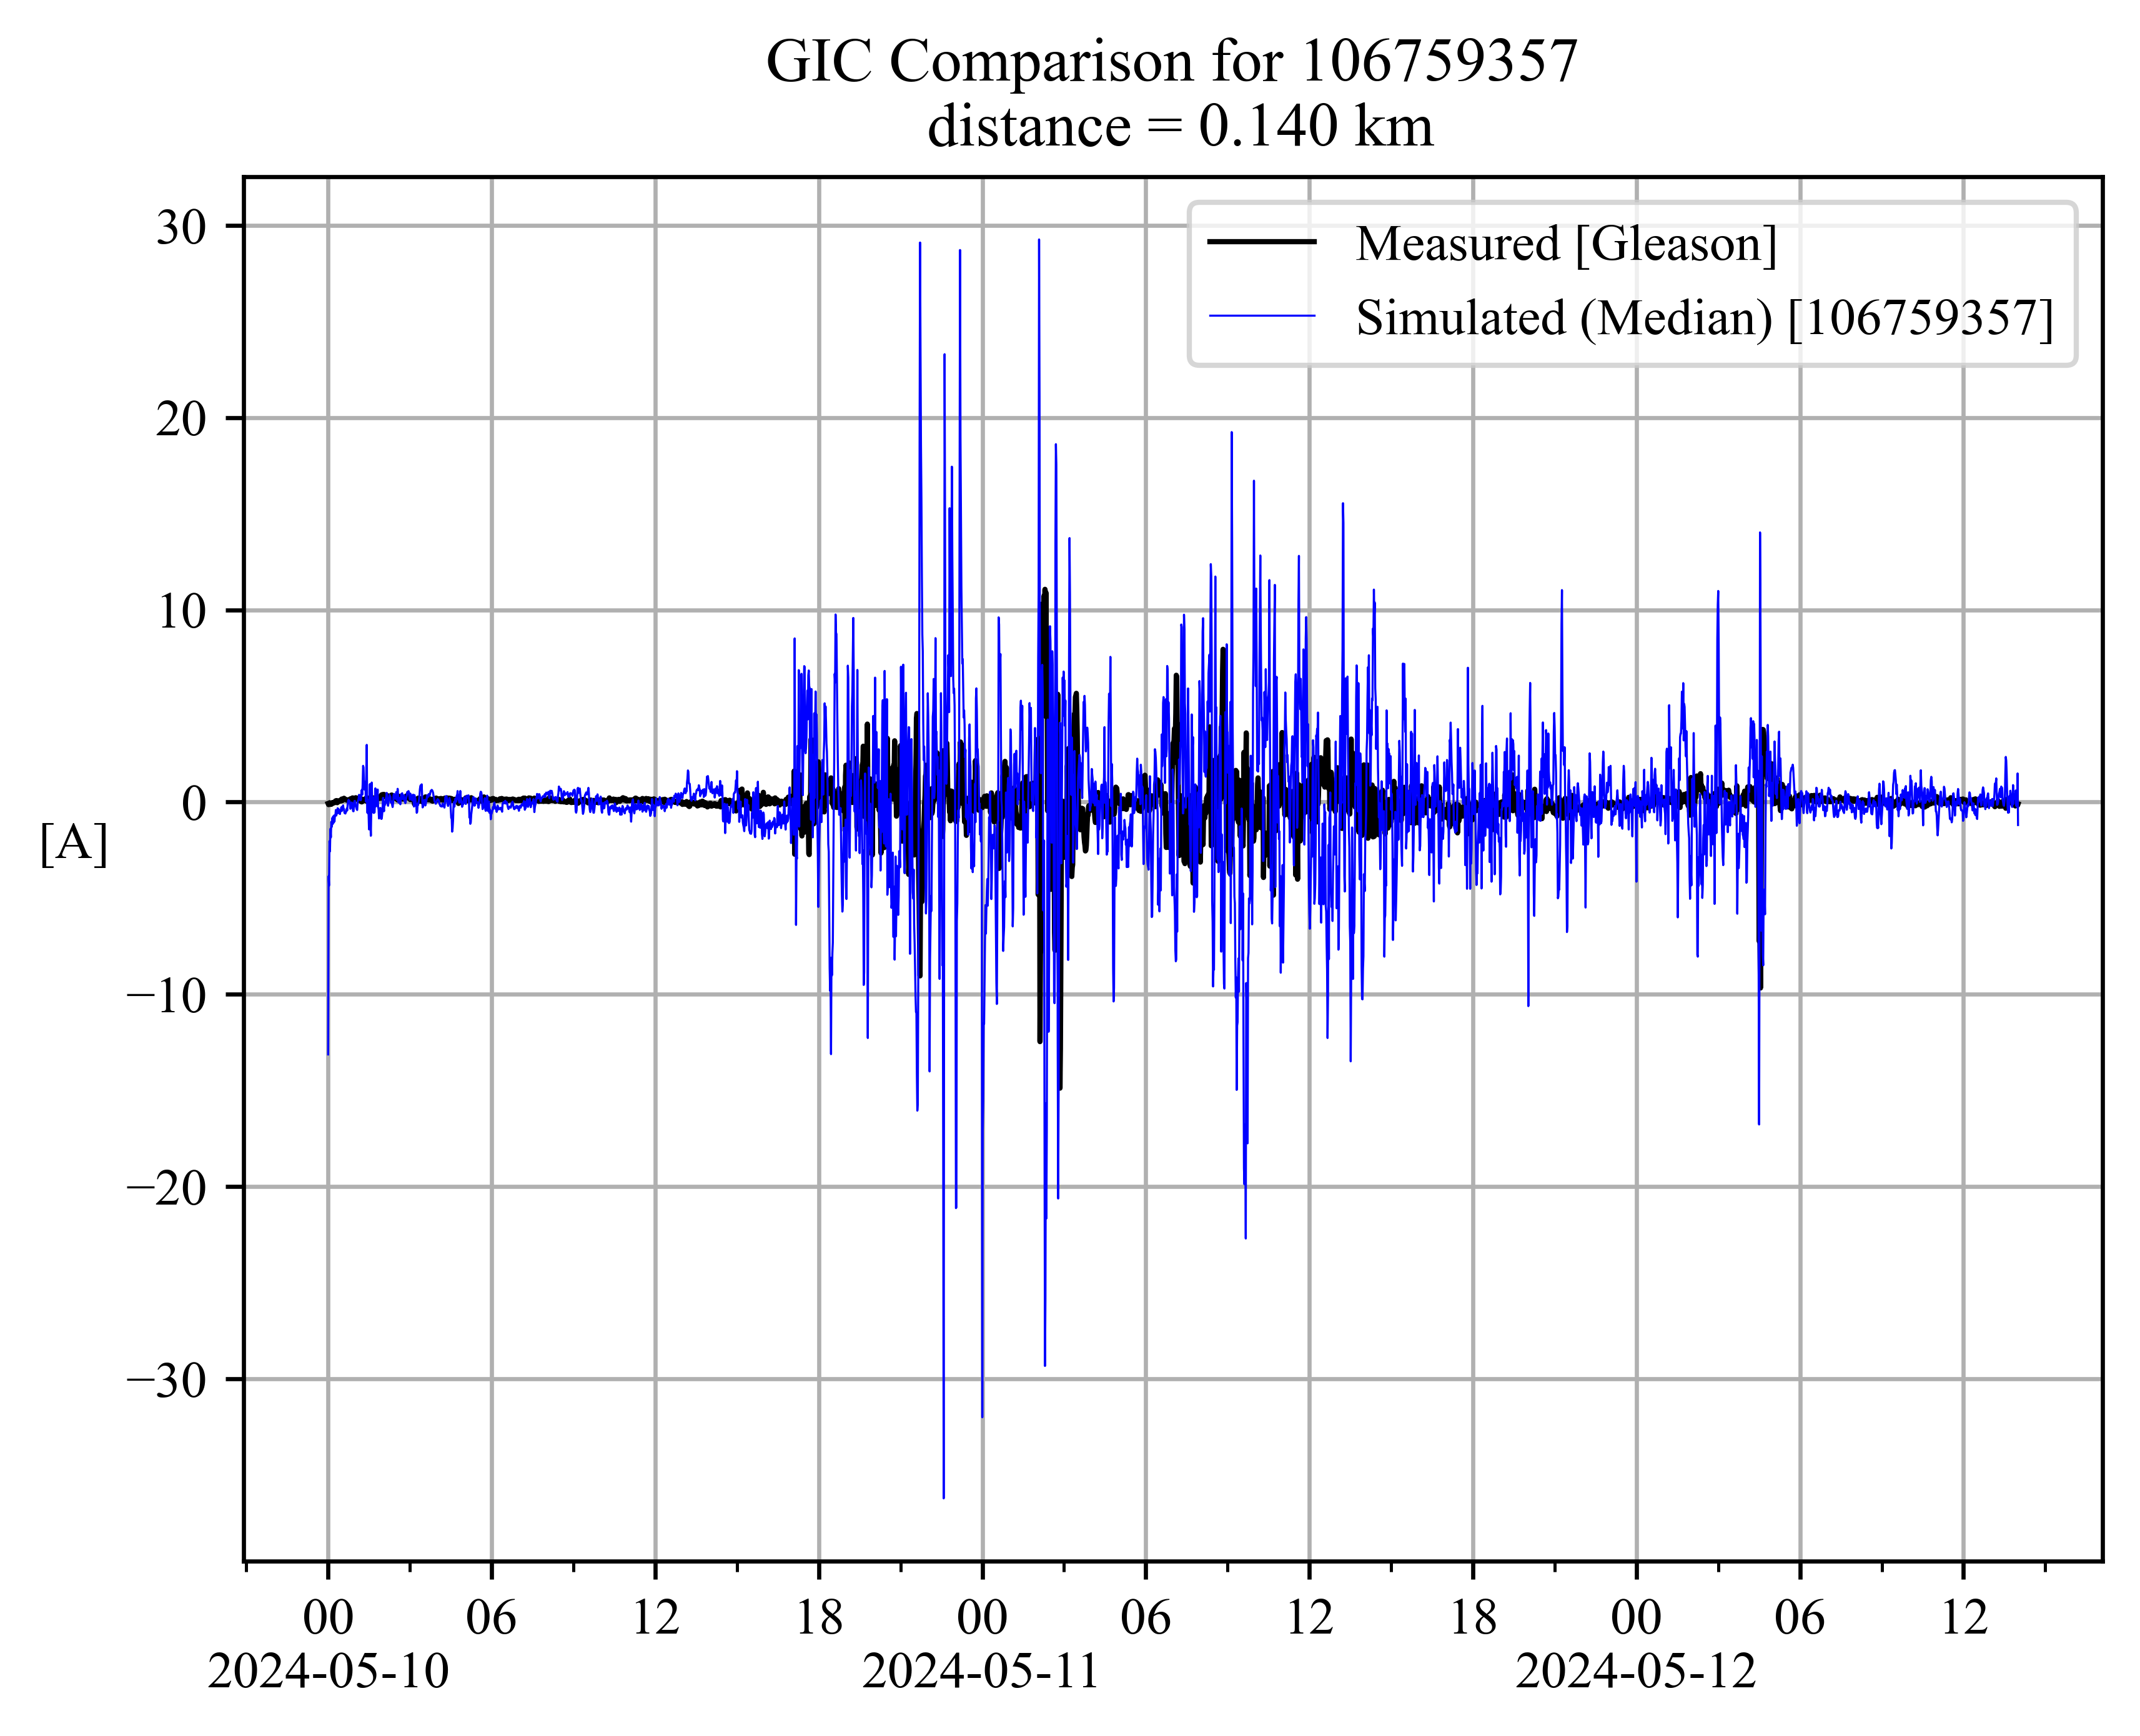 GIC Comparison for 106759357
distance = 0.140 km
Measured [Gleason]
Simulated (Median) [106759357]
30
20
10
0
−10
−20
−30
[A]
00 06 12 18 00 06 12 18 00 06 12
2024-05-10 2024-05-11 2024-05-12